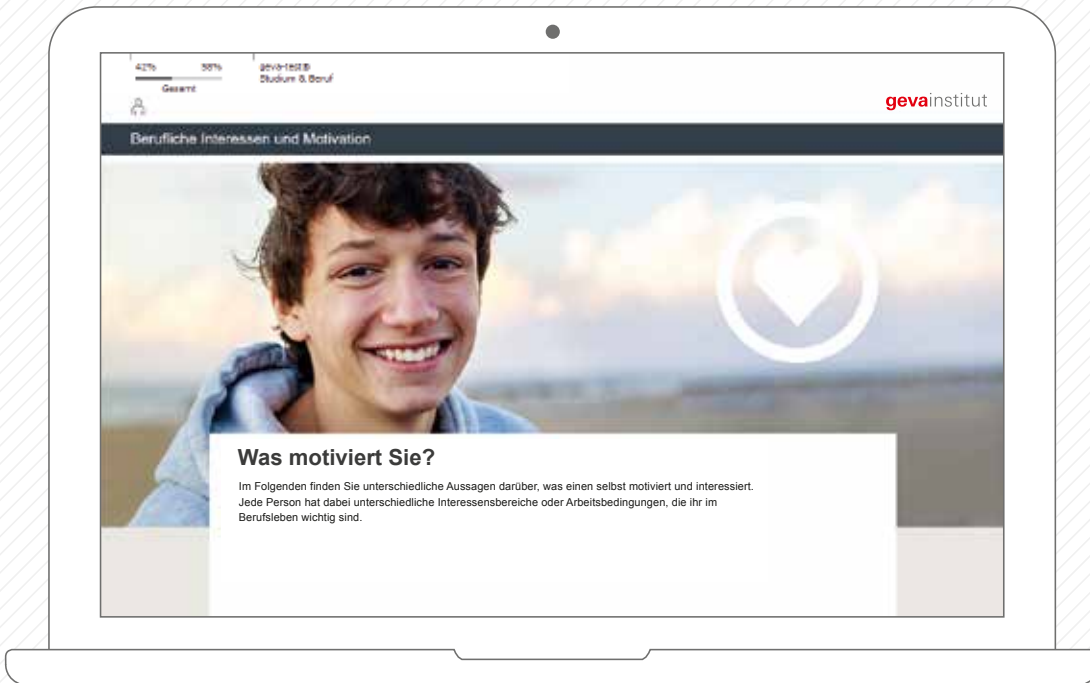 42% 58%
Gesamt
geva-test®
Studium & Beruf
gevainstitut
Berufliche Interessen und Motivation
Was motiviert Sie?
Im Folgenden finden Sie unterschiedliche Aussagen darüber, was einen selbst motiviert und interessiert.
Jede Person hat dabei unterschiedliche Interessensbereiche oder Arbeitsbedingungen, die ihr im
Berufsleben wichtig sind.